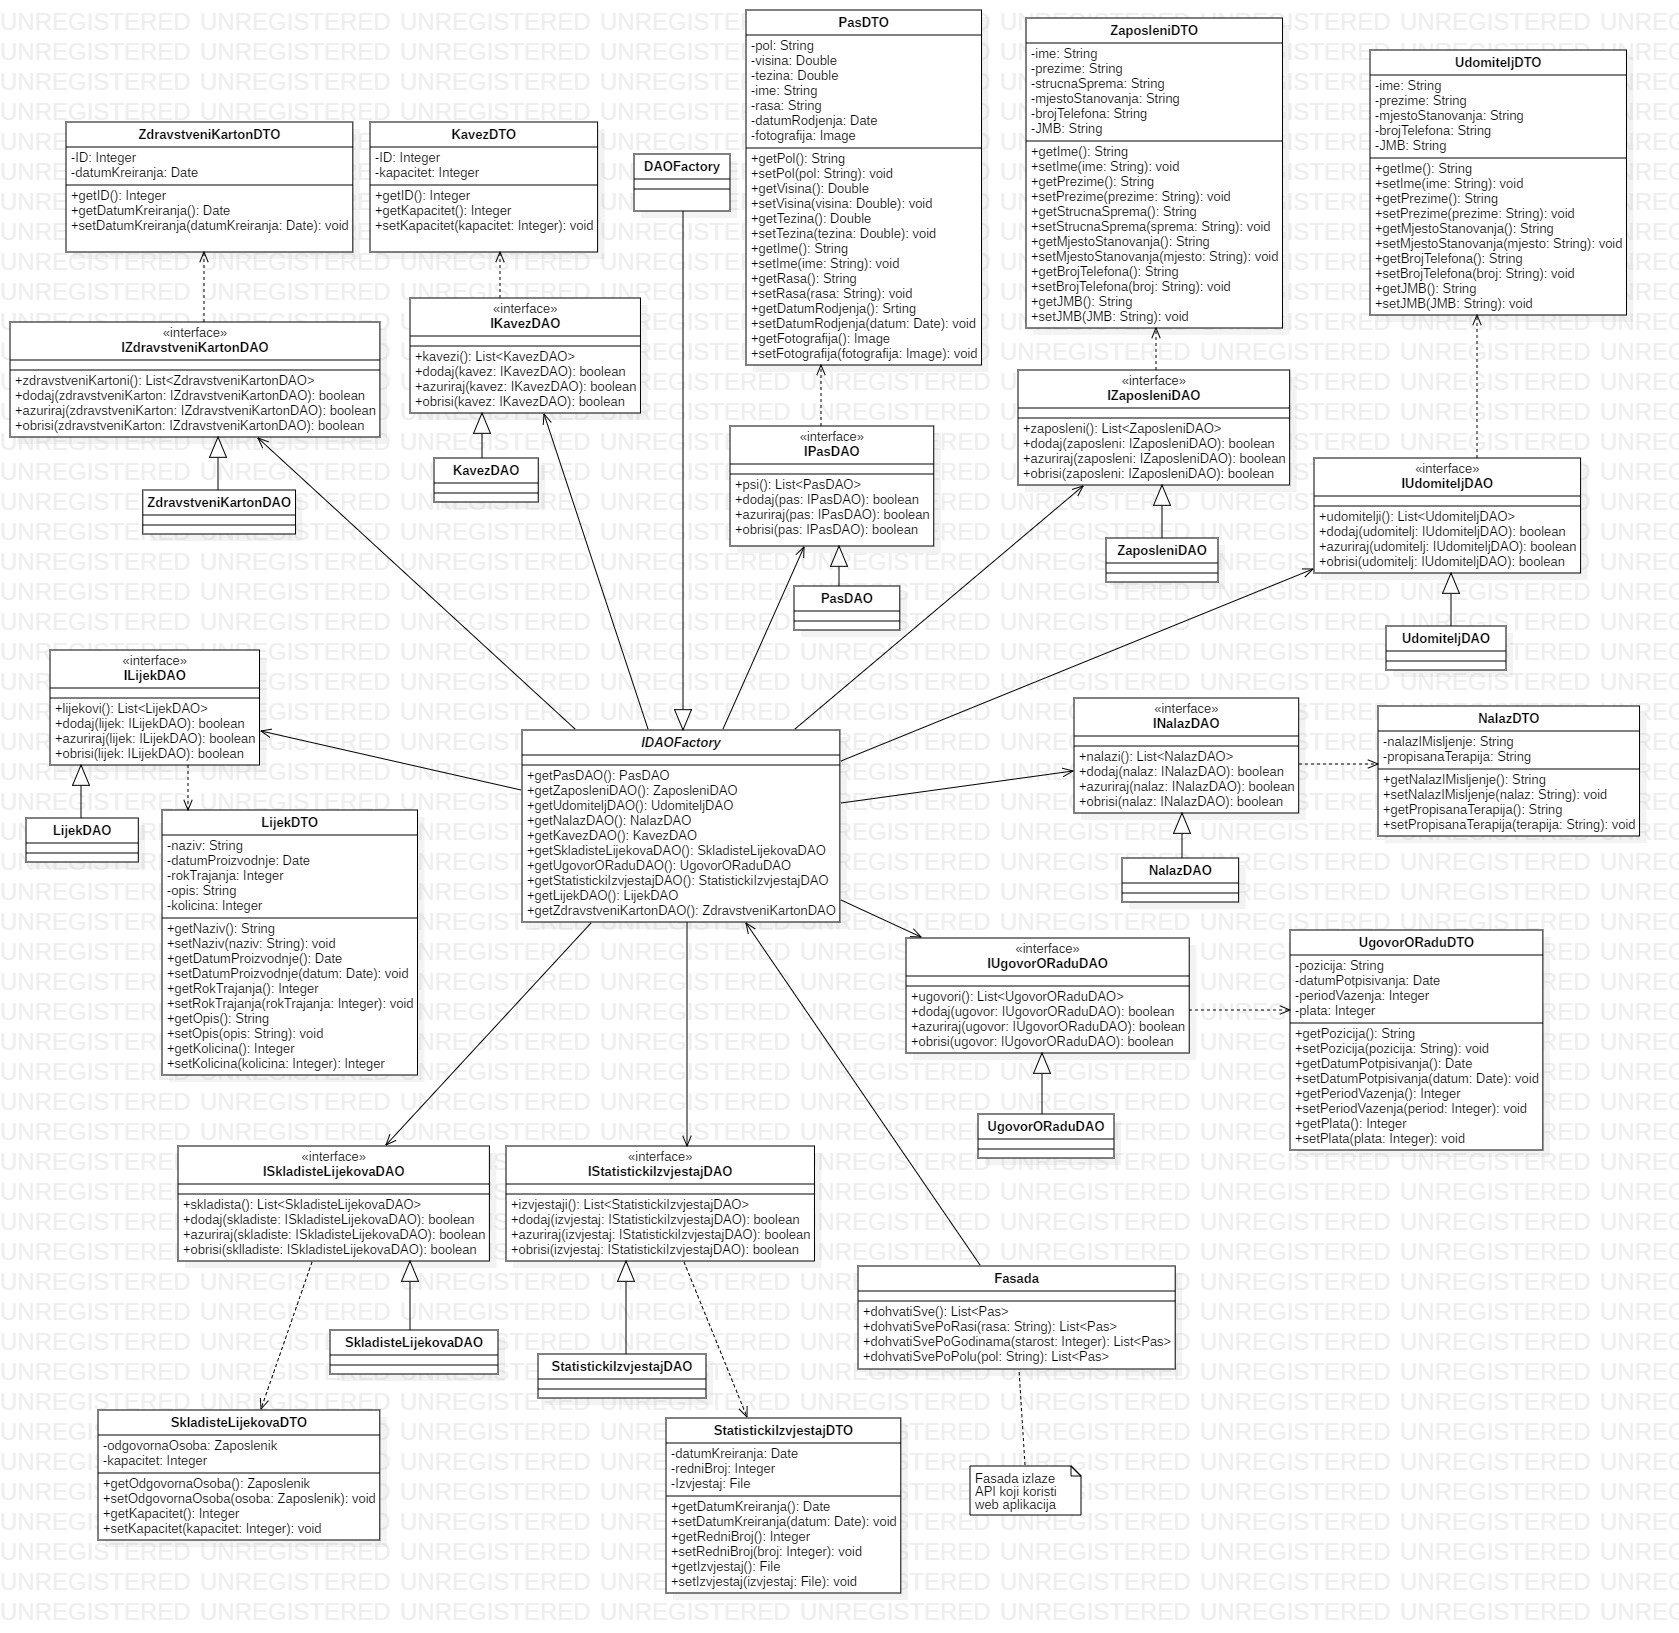 PasDTO
-pol: String
-visina: Double
-tezina: Double
-ime: String
-rasa: String
-datumRodjenja: Date
-fotografija: Image
+getPol(): String
+setPol(pol: String): void
+getVisina(): Double
+setVisina(visina: Double): void
+getTezina(): Double
+setTezina(tezina: Double): void
+getIme(): String
+setIme(ime: String): void
+getRasa(): String
+setRasa(rasa: String): void
+getDatumRodjenja(): Srting
+setDatumRodjenja(datum: Date): void
+getFotografija(): Image
+setFotografija(fotografija: Image): void
ZaposleniDTO
-ime: String
-prezime: String
-strucnaSprema: String
-mjestoStanovanja: String
-brojTelefona: String
-JMB: String
+getIme(): String
+setIme(ime: String): void
+getPrezime(): String
+setPrezime(prezime: String): void
+getStrucnaSprema(): String
+setStrucnaSprema(sprema: String): void
+getMjestoStanovanja(): String
+setMjestoStanovanja(mjesto: String): void
+getBrojTelefona(): String
+setBrojTelefona(broj: String): void
+getJMB(): String
+setJMB(JMB: String): void
UdomiteljDTO
-ime: String
-prezime: String
-mjestoStanovanja: String
-brojTelefona: String
-JMB: String
+getIme(): String
+setIme(ime: String): void
+getPrezime(): String
+setPrezime(prezime: String): void
+getMjestoStanovanja(): String
+setMjestoStanovanja(mjesto: String): void
+getBrojTelefona(): String
+setBrojTelefona(broj: String): void
+getJMB(): String
+setJMB(JMB: String): void
ZdravstveniKartonDTO
-ID: Integer
-datumKreiranja: Date
+getID(): Integer
+getDatumKreiranja(): Date
+setDatumKreiranja(datumKreiranja: Date): void
KavezDTO
-ID: Integer
-kapacitet: Integer
+getID(): Integer
+getKapacitet(): Integer
+setKapacitet(kapacitet: Integer): void
DAOFactory
«interface»
IZdravstveniKartonDAO
+zdravstveniKartoni(): List<ZdravstveniKartonDAO>
+dodaj(zdravstveniKarton: IZdravstveniKartonDAO): boolean
+azuriraj(zdravstveniKarton: IZdravstveniKartonDAO): boolean
+obrisi(zdravstveniKarton: IZdravstveniKartonDAO): boolean
ZdravstveniKartonDAO
«interface»
IKavezDAO
+kavezi(): List<KavezDAO>
+dodaj(kavez: IKavezDAO): boolean
+azuriraj(kavez: IKavezDAO): boolean
+obrisi(kavez: IKavezDAO): boolean
KavezDAO
«interface»
IPasDAO
+psi(): List<PasDAO>
+dodaj(pas: IPasDAO): boolean
+azuriraj(pas: IPasDAO): boolean
+obrisi(pas: IPasDAO): boolean
PasDAO
«interface»
IZaposleniDAO
+zaposleni(): List<ZaposleniDAO>
+dodaj(zaposleni: IZaposleniDAO): boolean
+azuriraj(zaposleni: IZaposleniDAO): boolean
+obrisi(zaposleni: IZaposleniDAO): boolean
ZaposleniDAO
«interface»
IUdomiteljDAO
+udomitelji(): List<UdomiteljDAO>
+dodaj(udomitelj: IUdomiteljDAO): boolean
+azuriraj(udomitelj: IUdomiteljDAO): boolean
+obrisi(udomitelj: IUdomiteljDAO): boolean
UdomiteljDAO
«interface»
ILijekDAO
+lijekovi(): List<LijekDAO>
+dodaj(lijek: ILijekDAO): boolean
+azuriraj(lijek: ILijekDAO): boolean
+obrisi(lijek: ILijekDAO): boolean
LijekDAO
LijekDTO
-naziv: String
-datumProizvodnje: Date
-rokTrajanja: Integer
-opis: String
-kolicina: Integer
+getNaziv(): String
+setNaziv(naziv: String): void
+getDatumProizvodnje(): Date
+setDatumProizvodnje(datum: Date): void
+getRokTrajanja(): Integer
+setRokTrajanja(rokTrajanja: Integer): void
+getOpis(): String
+setOpis(opis: String): void
+getKolicina(): Integer
+setKolicina(kolicina: Integer): Integer
IDAOFactory
+getPasDAO(): PasDAO
+getZaposleniDAO(): ZaposleniDAO
+getUdomiteljDAO(): UdomiteljDAO
+getNalazDAO(): NalazDAO
+getKavezDAO(): KavezDAO
+getSkladisteLijekovaDAO(): SkladisteLijekovaDAO
+getUgovorORaduDAO(): UgovorORaduDAO
+getStatistickiIzvjestajDAO(): StatistickiIzvjestajDAO
+getLijekDAO(): LijekDAO
+getZdravstveniKartonDAO(): ZdravstveniKartonDAO
«interface»
INalazDAO
+nalazi(): List<NalazDAO>
+dodaj(nalaz: INalazDAO): boolean
+azuriraj(nalaz: INalazDAO): boolean
+obrisi(nalaz: INalazDAO): boolean
NalazDAO
NalazDTO
-nalazIMisljenje: String
-propisanaTerapija: String
+getNalazIMisljenje(): String
+setNalazIMisljenje(nalaz: String): void
+getPropisanaTerapija(): String
+setPropisanaTerapija(terapija: String): void
«interface»
IUgovorORaduDAO
+ugovori(): List<UgovorORaduDAO>
+dodaj(ugovor: IUgovorORaduDAO): boolean
+azuriraj(ugovor: IUgovorORaduDAO): boolean
+obrisi(ugovor: IUgovorORaduDAO): boolean
UgovorORaduDAO
UgovorORaduDTO
-pozicija: String
-datumPotpisivanja: Date
-periodVazenja: Integer
-plata: Integer
+getPozicija(): String
+setPozicija(pozicija: String): void
+getDatumPotpisivanja(): Date
+setDatumPotpisivanja(datum: Date): void
+getPeriodVazenja(): Integer
+setPeriodVazenja(period: Integer): void
+getPlata(): Integer
+setPlata(plata: Integer): void
«interface»
ISkladisteLijekovaDAO
+skladista(): List<SkladisteLijekovaDAO>
+dodaj(skladiste: ISkladisteLijekovaDAO): boolean
+azuriraj(skladiste: ISkladisteLijekovaDAO): boolean
+obrisi(sklladiste: ISkladisteLijekovaDAO): boolean
SkladisteLijekovaDAO
«interface»
IStatistickiIzvjestajDAO
+izvjestaji(): List<StatistickiIzvjestajDAO>
+dodaj(izvjestaj: IStatistickiIzvjestajDAO): boolean
+azuriraj(izvjestaj: IStatistickiIzvjestajDAO): boolean
+obrisi(izvjestaj: IStatistickiIzvjestajDAO): boolean
StatistickiIzvjestajDAO
Fasada
+dohvatiSve(): List<Pas>
+dohvatiSvePoRasi(rasa: String): List<Pas>
+dohvatiSvePoGodinama(starost: Integer): List<Pas>
+dohvatiSvePoPolu(pol: String): List<Pas>
Fasada izlaze
API koji koristi
web aplikacija
SkladisteLijekovaDTO
-odgovornaOsoba: Zaposlenik
-kapacitet: Integer
+getOdgovornaOsoba(): Zaposlenik
+setOdgovornaOsoba(osoba: Zaposlenik): void
+getKapacitet(): Integer
+setKapacitet(kapacitet: Integer): void
StatistickiIzvjestajDTO
-datumKreiranja: Date
-redniBroj: Integer
-Izvjestaj: File
+getDatumKreiranja(): Date
+setDatumKreiranja(datum: Date): void
+getRedniBroj(): Integer
+setRedniBroj(broj: Integer): void
+getIzvjestaj(): File
+setIzvjestaj(izvjestaj: File): void